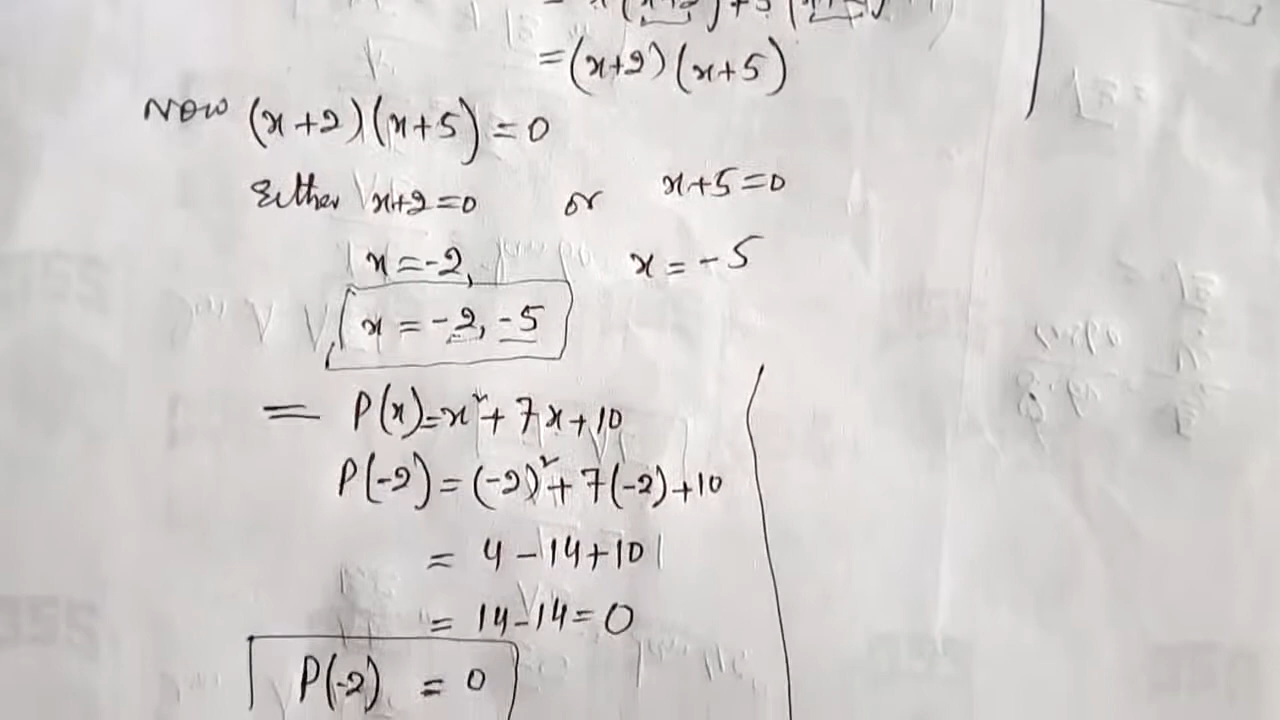 =(x+2)(x+5)
Now (x+2)(x+5)=0
Either x+2=0 or x+5=0
x=-2, x=-5
x=-2,-5
= P(x)=x²+7x+10
P(-2)=(-2)²+7(-2)+10
= 4-14+10
= 14-14=0
P(-2) = 0